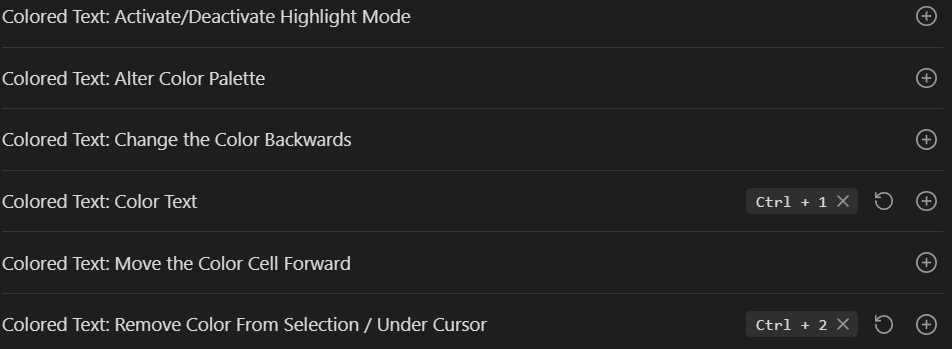 Colored Text: Activate/Deactivate Highlight Mode
Colored Text: Alter Color Palette
Colored Text: Change the Color Backwards
Colored Text: Color Text Ctrl + 1
Colored Text: Move the Color Cell Forward
Colored Text: Remove Color From Selection / Under Cursor Ctrl + 2